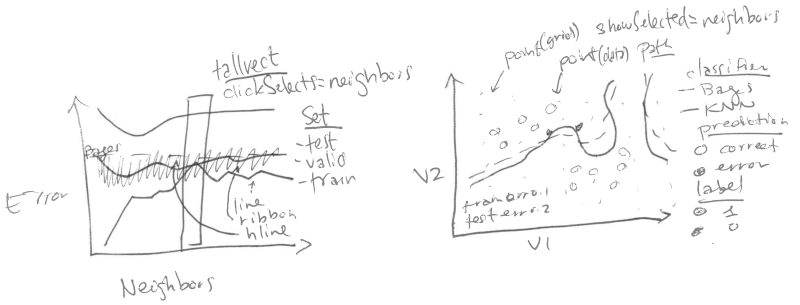 tallrect
clickSelects=neighbors
Set
- test
- valid
- train
Bayes
Error
line
ribbon
hline
Neighbors
point(grid) showSelected=neighbors
point(data) path
classifier
-- Bayes
- KNN
prediction
correct
error
label
1
0
V2
train error .1
test error .2
V1